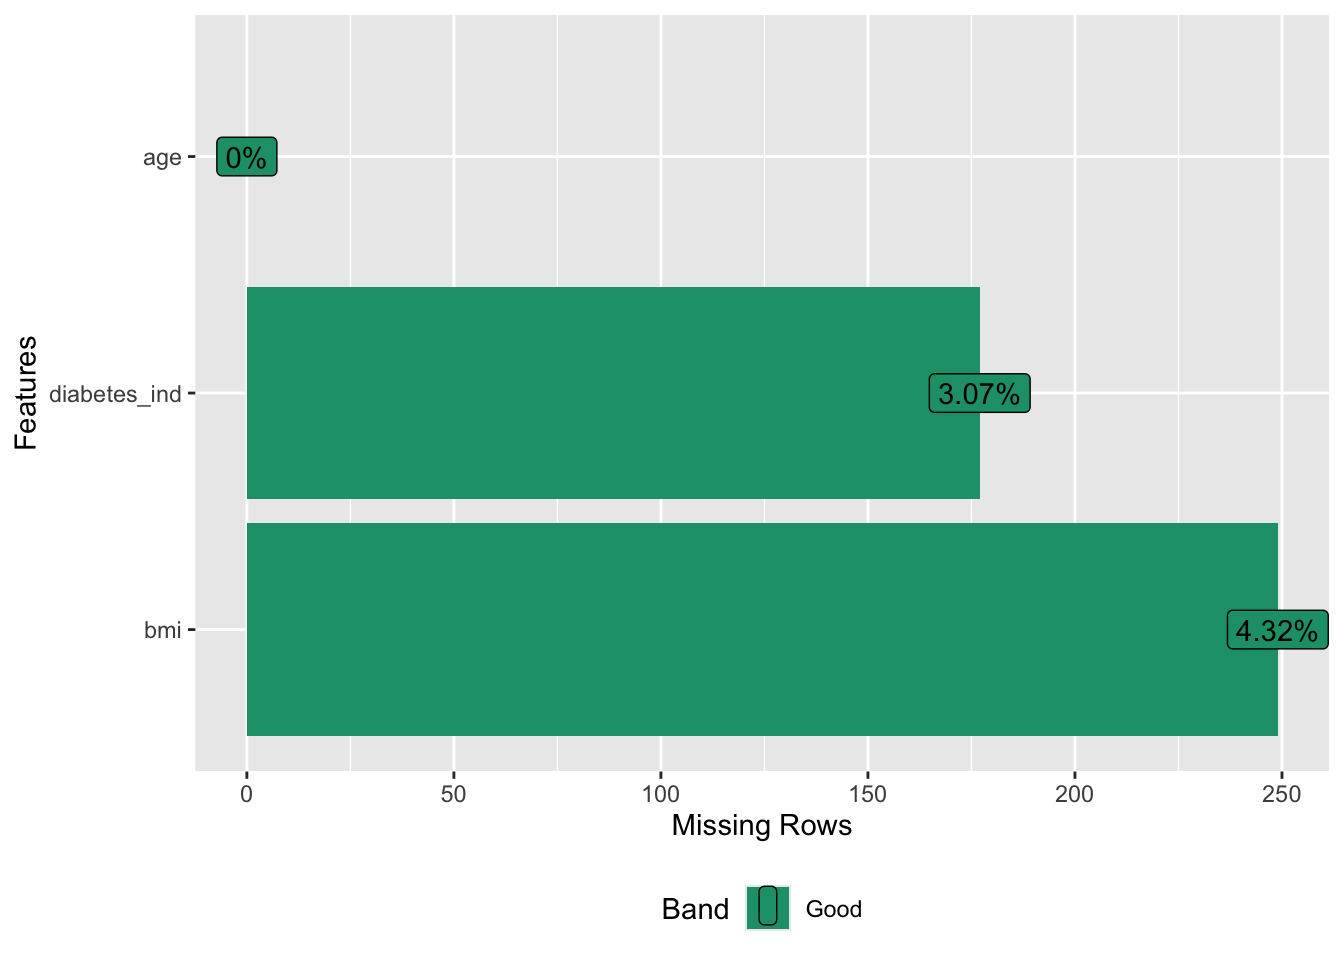 age
0%
Features
diabetes_ind
3.07%
bmi
4.32%
0 50 100 150 200 250
Missing Rows
Band Good